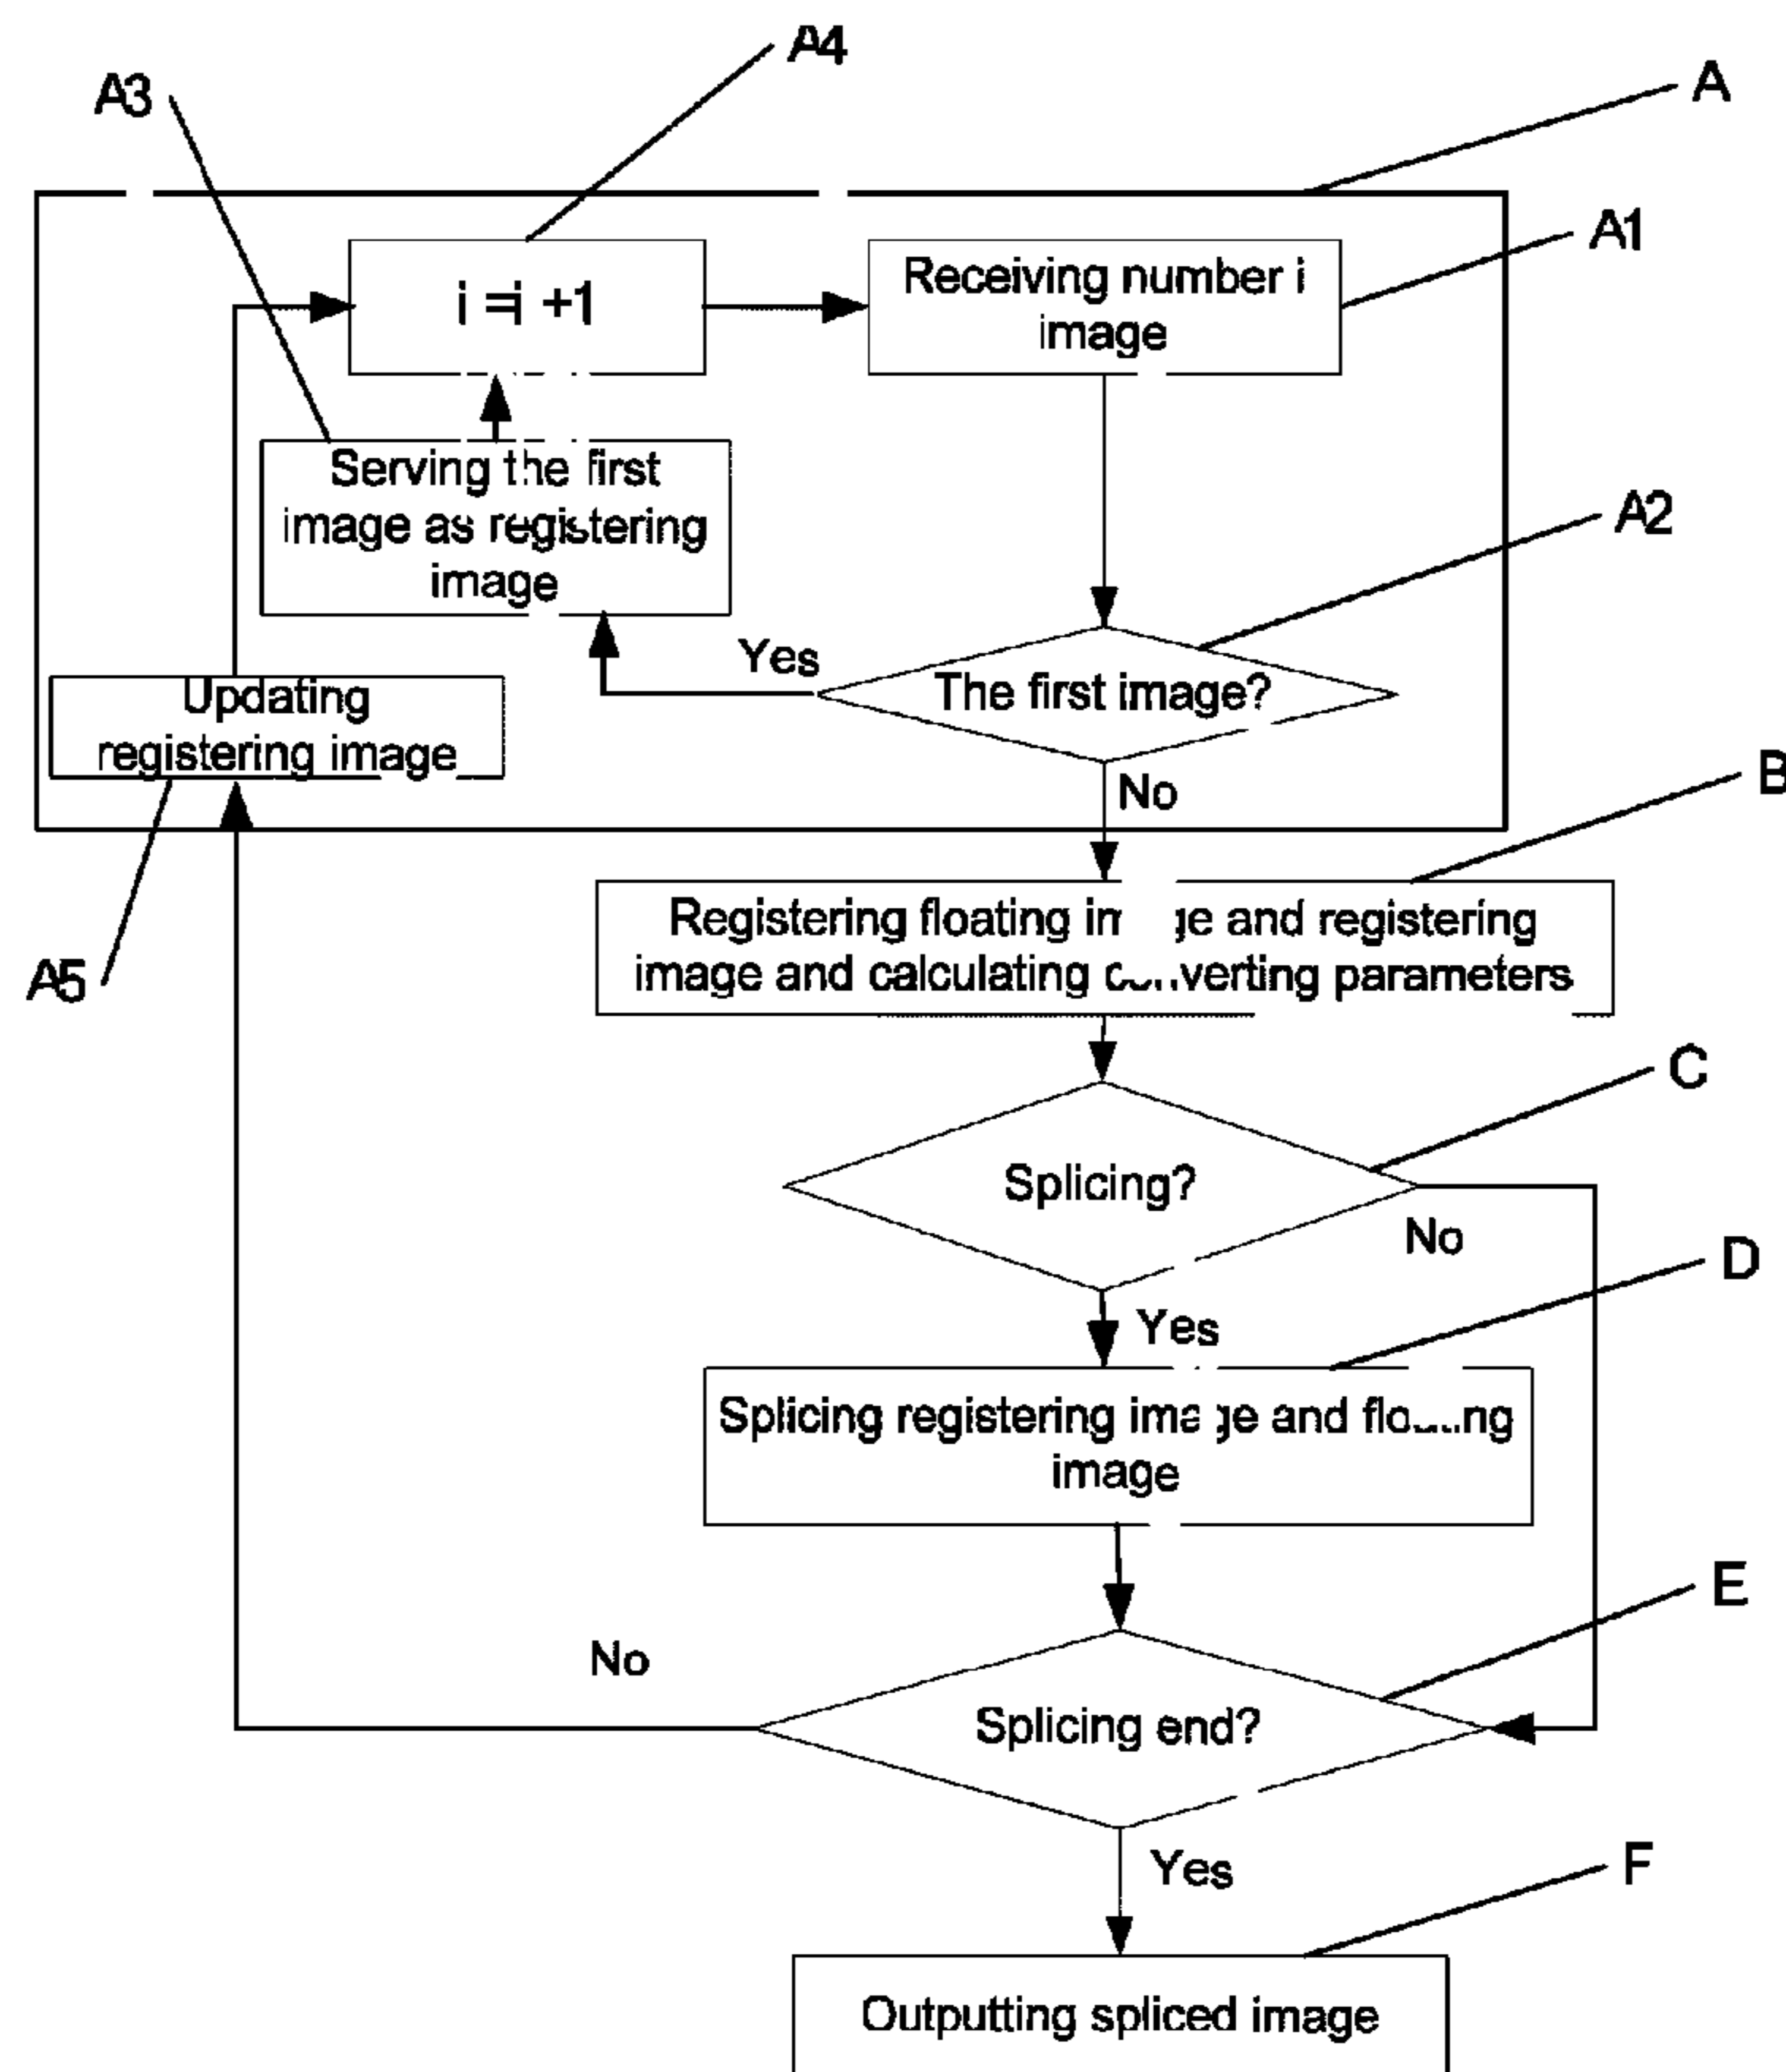 A4
A3
A
A1
i =i +1
Receiving number i
image
Serving the first
image as registering
image
A2
Yes
The first image?
Updating
registering image
No
B
Registering floating image and registering
image and calculating converting parameters
A5
C
Splicing?
No
D
Yes
Splicing registering image and floating
image
E
No
Splicing end?
Yes
F
Outputting spliced image